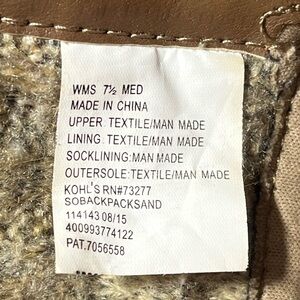 WMS 7½ MED
MADE IN CHINA
UPPER:TEXTILE/MAN MADE
LINING:TEXTILE/MAN MADE
SOCKLINING:MAN MADE
OUTERSOLE:TEXTILE/MAN MADE
KOHL'S RN#73277
SOBACKPACKSAND
114143 08/15
400993774122
PAT.7056558